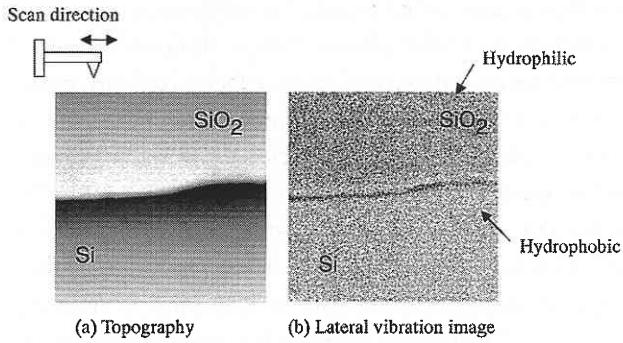 Scan direction
Hydrophilic
SiO2
SiO2
Hydrophobic
Si
Si
(a) Topography
(b) Lateral vibration image